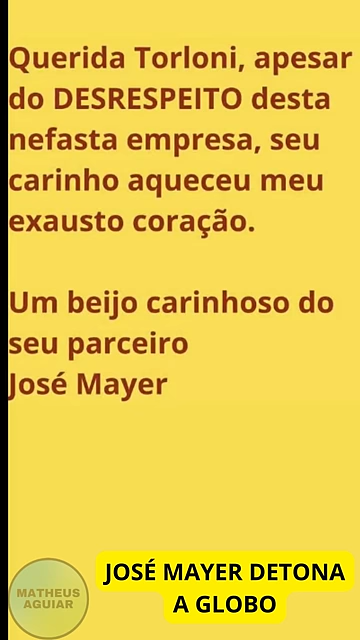 Querida Torloni, apesar
do DESRESPEITO desta
nefasta empresa, seu
carinho aqueceu meu
exausto coração.
Um beijo carinhoso do
seu parceiro
José Mayer
JOSÉ MAYER DETONA
A GLOBO
MATHEUS
AGUIAR